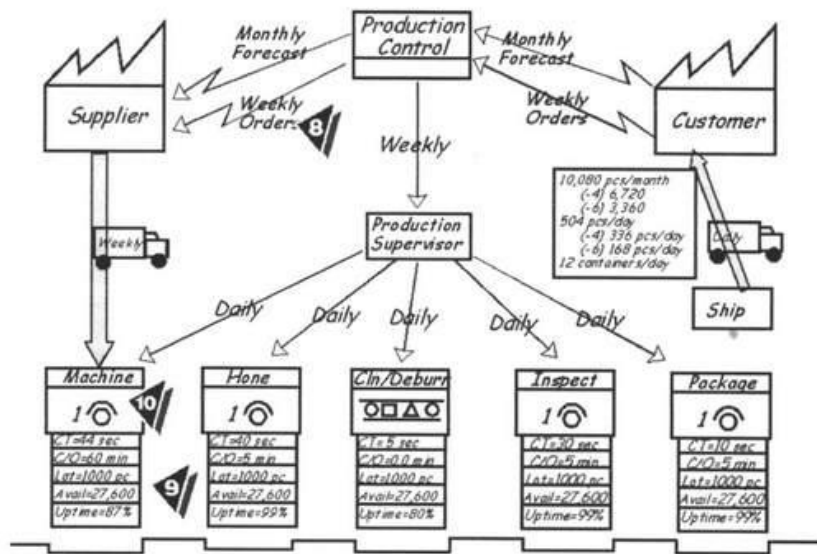 Production
Control
Monthly
Forecast
Monthly
Forecast
Supplier
Weekly
Orders
8
Weekly
Orders
Customer
Weekly
10,080 pcs/month
(-4) 6,720
(-6) 3,360
504 pcs/day
(-4) 336 pcs/day
(-6) 168 pcs/day
12 containers/day
Production
Supervisor
Weekly
Daily
Ship
Daily
Daily
Daily
Daily
Daily
Machine
1
10
CT=44 sec
C/O=60 min
Lot=1000 pc
9
Avail=27,600
Uptime=87%
Hone
1
CT=40 sec
C/O=5 min
Lot=1000 pc
Avail=27,600
Uptime=99%
Cln/Deburr
CT=5 sec
C/O=0.0 min
Lot=1000 pc
Avail=27,600
Uptime=80%
Inspect
1
CT=30 sec
C/O=5 min
Lot=1000 pc
Avail=27,600
Uptime=99%
Package
1
CT=10 sec
C/O=5 min
Lot=1000 pc
Avail=27,600
Uptime=99%